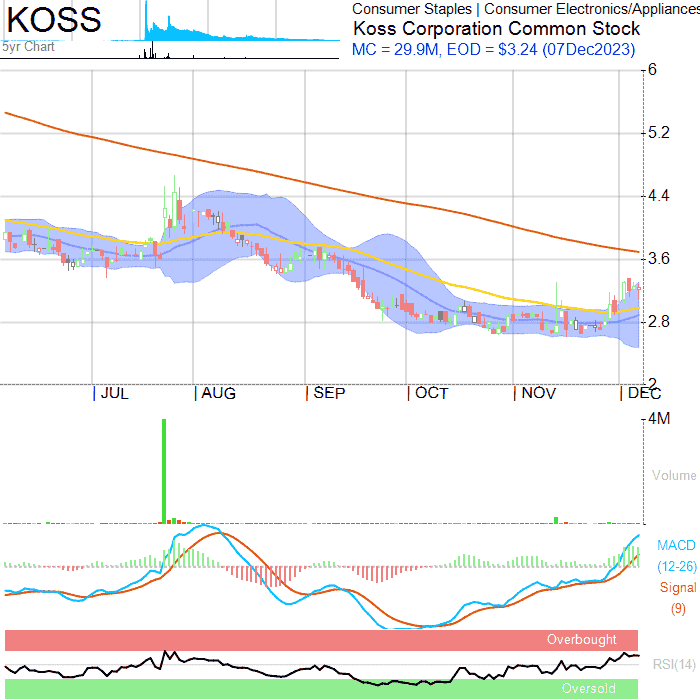 KOSS
5yr Chart
Consumer Staples | Consumer Electronics/Appliances
Koss Corporation Common Stock
MC = 29.9M, EOD = $3.24 (07Dec2023)
6
5.2
4.4
3.6
2.8
2
JUL AUG SEP OCT NOV DEC
4M
Volume
MACD
(12-26)
Signal
(9)
Overbought
RSI(14)
Oversold